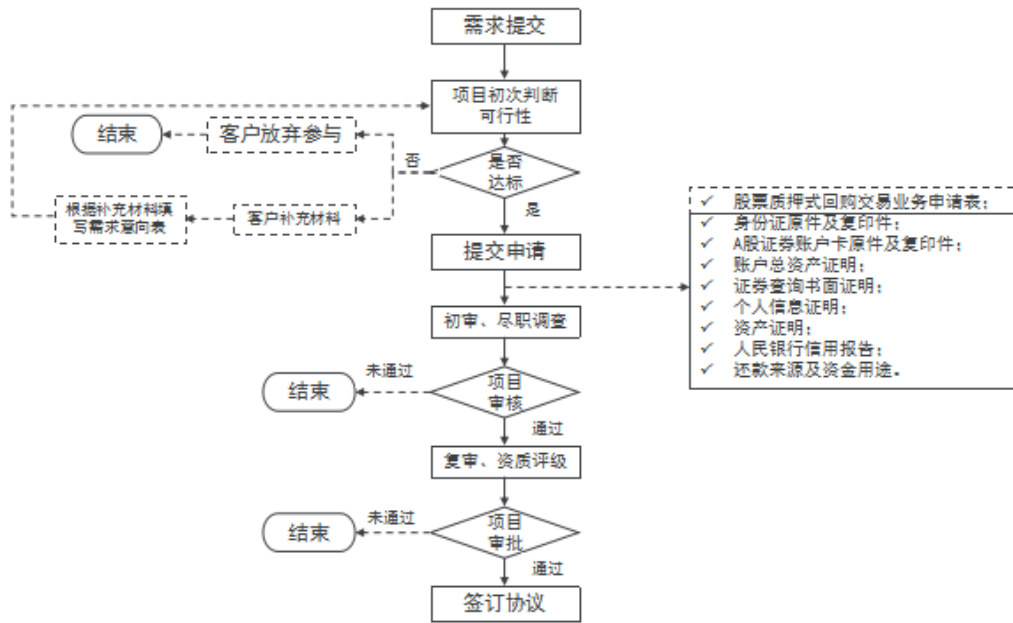 需求提交
项目初次判断
可行性
结束
客户放弃参与
否
是否
达标
根据补充材料填
写需求意向表
客户补充材料
是
提交申请
✓ 股票质押式回购交易业务申请表；
✓ 身份证原件及复印件；
✓ A股证券账户卡原件及复印件；
✓ 账户总资产证明；
✓ 证券查询书面证明；
✓ 个人信息证明；
✓ 资产证明；
✓ 人民银行信用报告；
✓ 还款来源及资金用途。
初审、尽职调查
结束
未通过
项目
审核
通过
复审、资质评级
结束
未通过
项目
审批
通过
签订协议